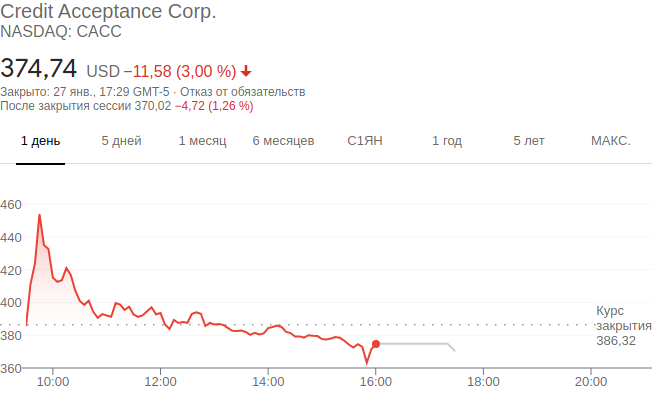 Credit Acceptance Corp.
NASDAQ: CACC
374,74 USD −11,58 (3,00 %)
Закрыто: 27 янв., 17:29 GMT-5 · Отказ от обязательств
После закрытия сессии 370,02 −4,72 (1,26 %)
1 день 5 дней 1 месяц 6 месяцев С1ЯН 1 год 5 лет МАКС.
460
440
420
400
Курс
закрытия
386,32
380
360
10:00 12:00 14:00 16:00 18:00 20:00